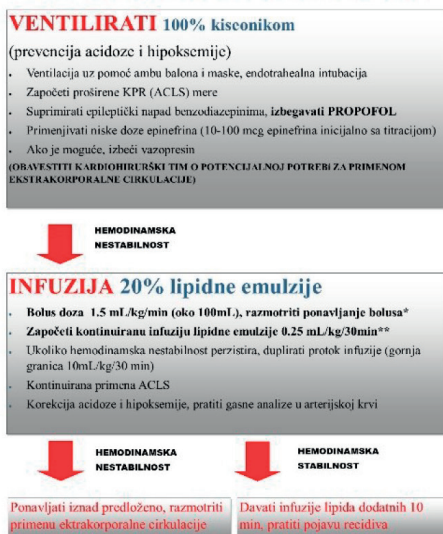 VENTILIRATI 100% kiseonikom
(prevencija acidoze i hipoksemije)
• Ventilacija uz pomoć ambu balona i maske, endotrahealna intubacija
• Započeti proširene KPR (ACLS) mere
• Suprimirati epileptički napad benzodiazepinima, izbegavati PROPOFOL
• Primenjivati niske doze epinefrina (10-100 mcg epinefrina inicijalno sa titracijom)
• Ako je moguće, izbeći vazopresin
(OBAVESTITI KARDIOHIRURŠKI TIM O POTENCIJALNOJ POTREBI ZA PRIMENOM
EKSTRAKORPORALNE CIRKULACIJE)
HEMODINAMSKA
NESTABILNOST
INFUZIJA 20% lipidne emulzije
• Bolus doza 1.5 mL/kg/min (oko 100mL), razmotriti ponavljanje bolusa*
• Započeti kontinuiranu infuziju lipidne emulzije 0.25 mL/kg/30min**
• Ukoliko hemodinamska nestabilnost perzistira, duplirati protok infuzije (gornja
granica 10mL/kg/30 min)
• Kontinuirana primena ACLS
• Korekcija acidoze i hipoksemije, pratiti gasne analize u arterijskoj krvi
HEMODINAMSKA
NESTABILNOST
HEMODINAMSKA
STABILNOST
Ponavljati iznad predloženo, razmotriti
primenu ektrakorporalne cirkulacije
Davati infuzije lipida dodatnih 10
min, pratiti pojavu recidiva